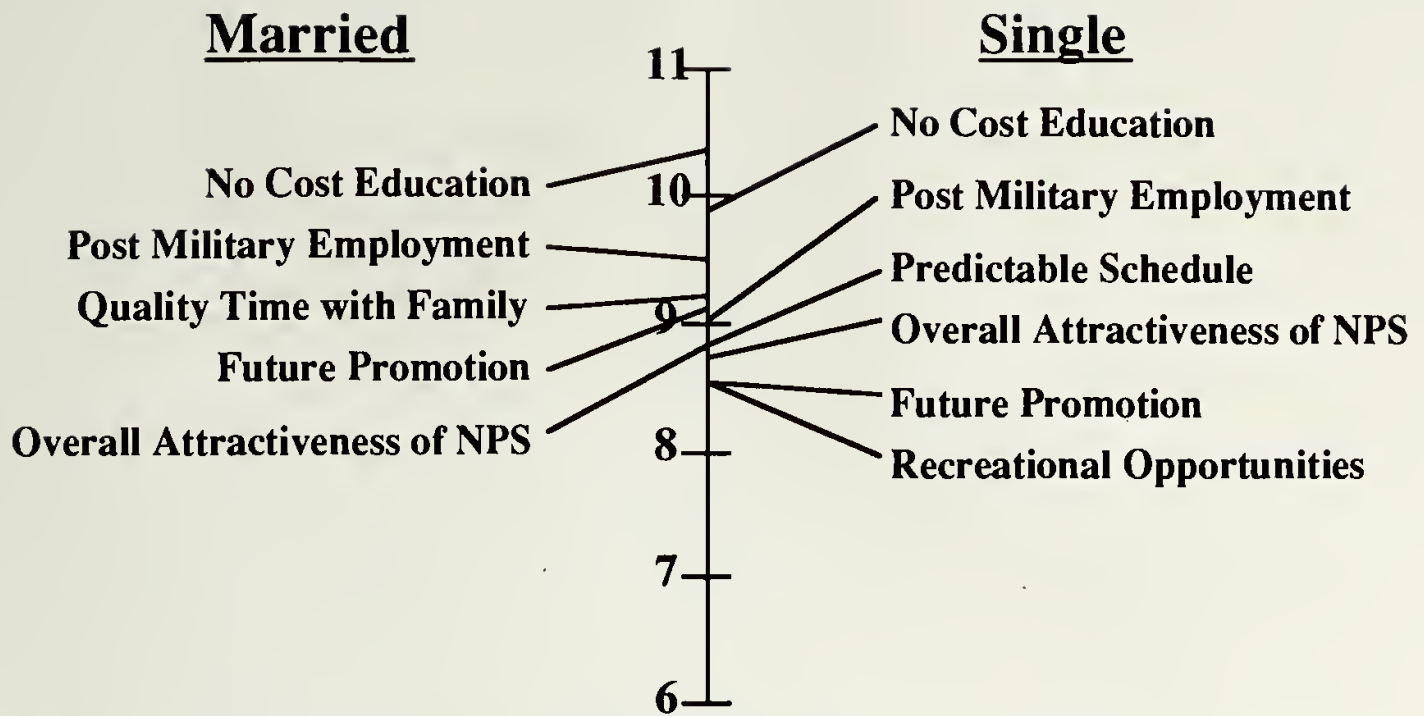 Married
Single
11
10
9
8
7
6
No Cost Education
Post Military Employment
Quality Time with Family
Future Promotion
Overall Attractiveness of NPS
No Cost Education
Post Military Employment
Predictable Schedule
Overall Attractiveness of NPS
Future Promotion
Recreational Opportunities